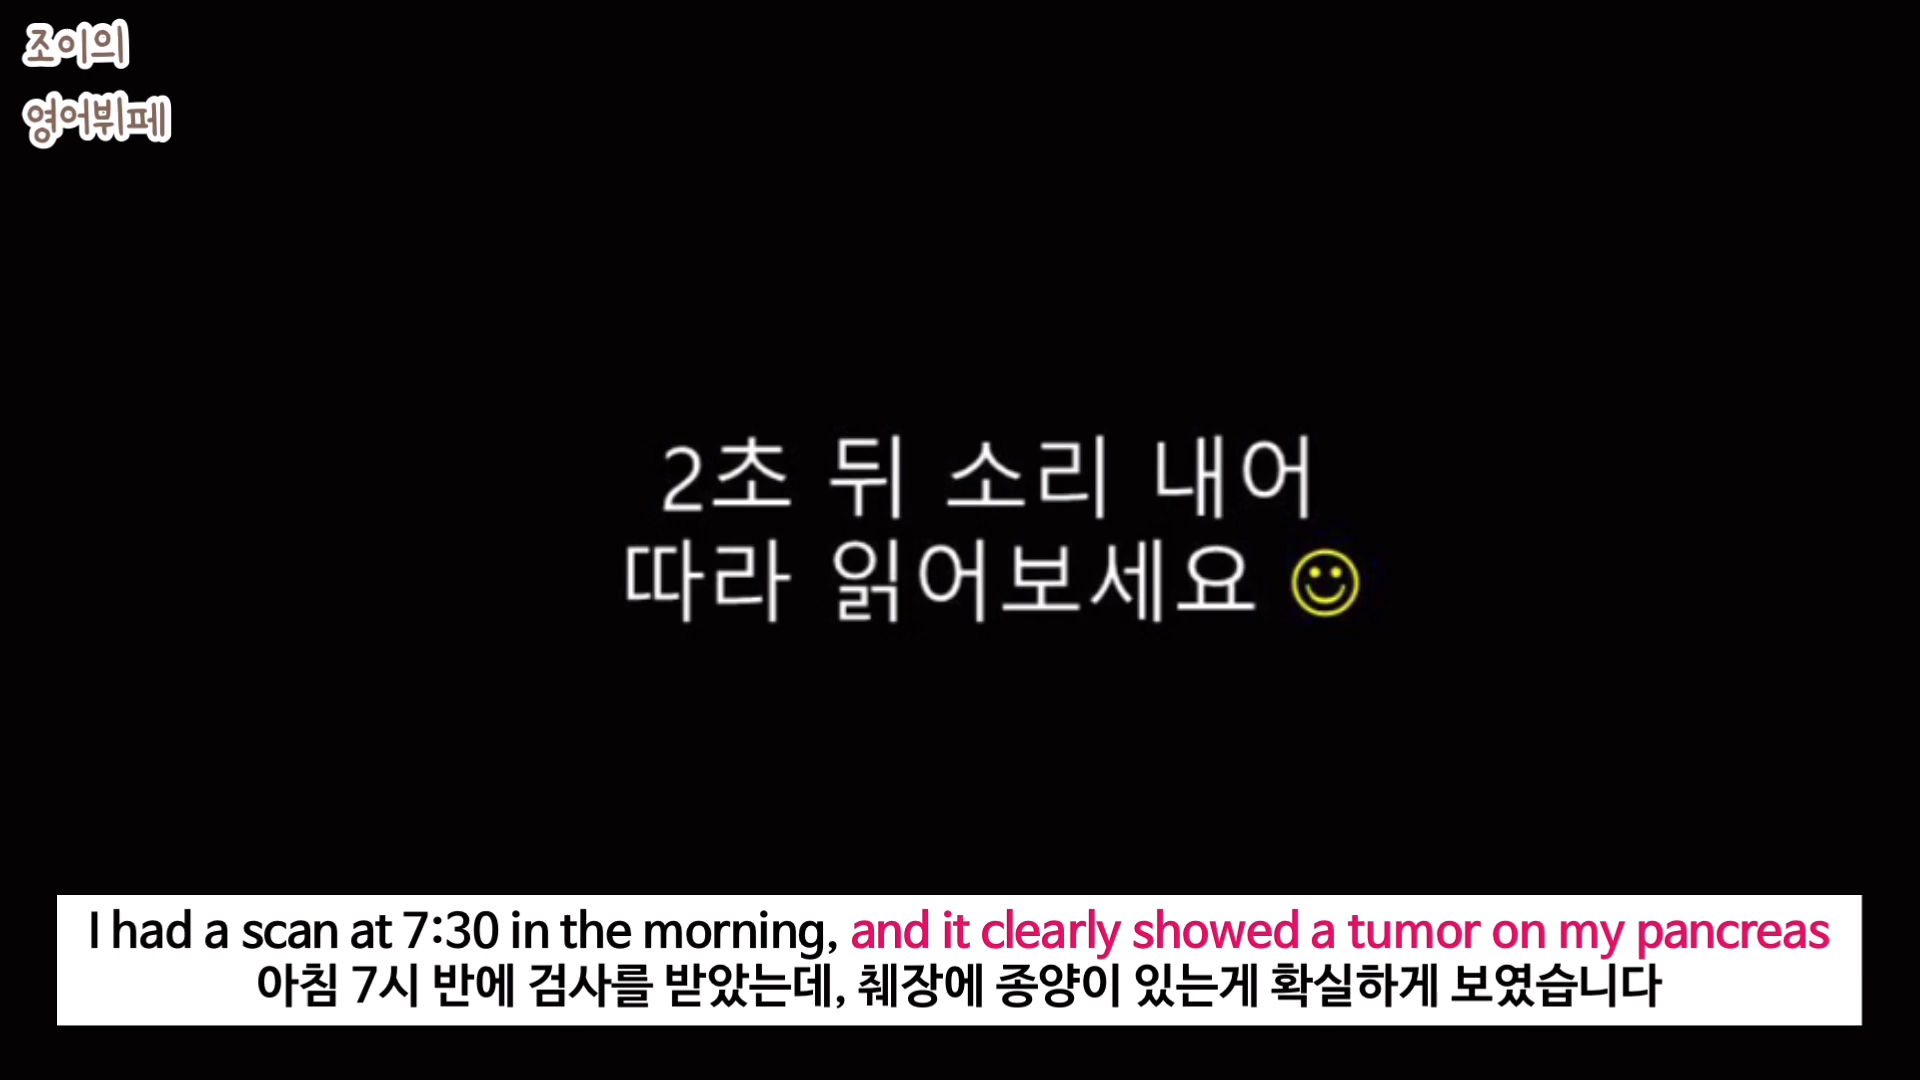 조이의
영어뷔페
2초 뒤 소리 내어
따라 읽어보세요 ☺
I had a scan at 7:30 in the morning, and it clearly showed a tumor on my pancreas
아침 7시 반에 검사를 받았는데, 췌장에 종양이 있는게 확실하게 보였습니다